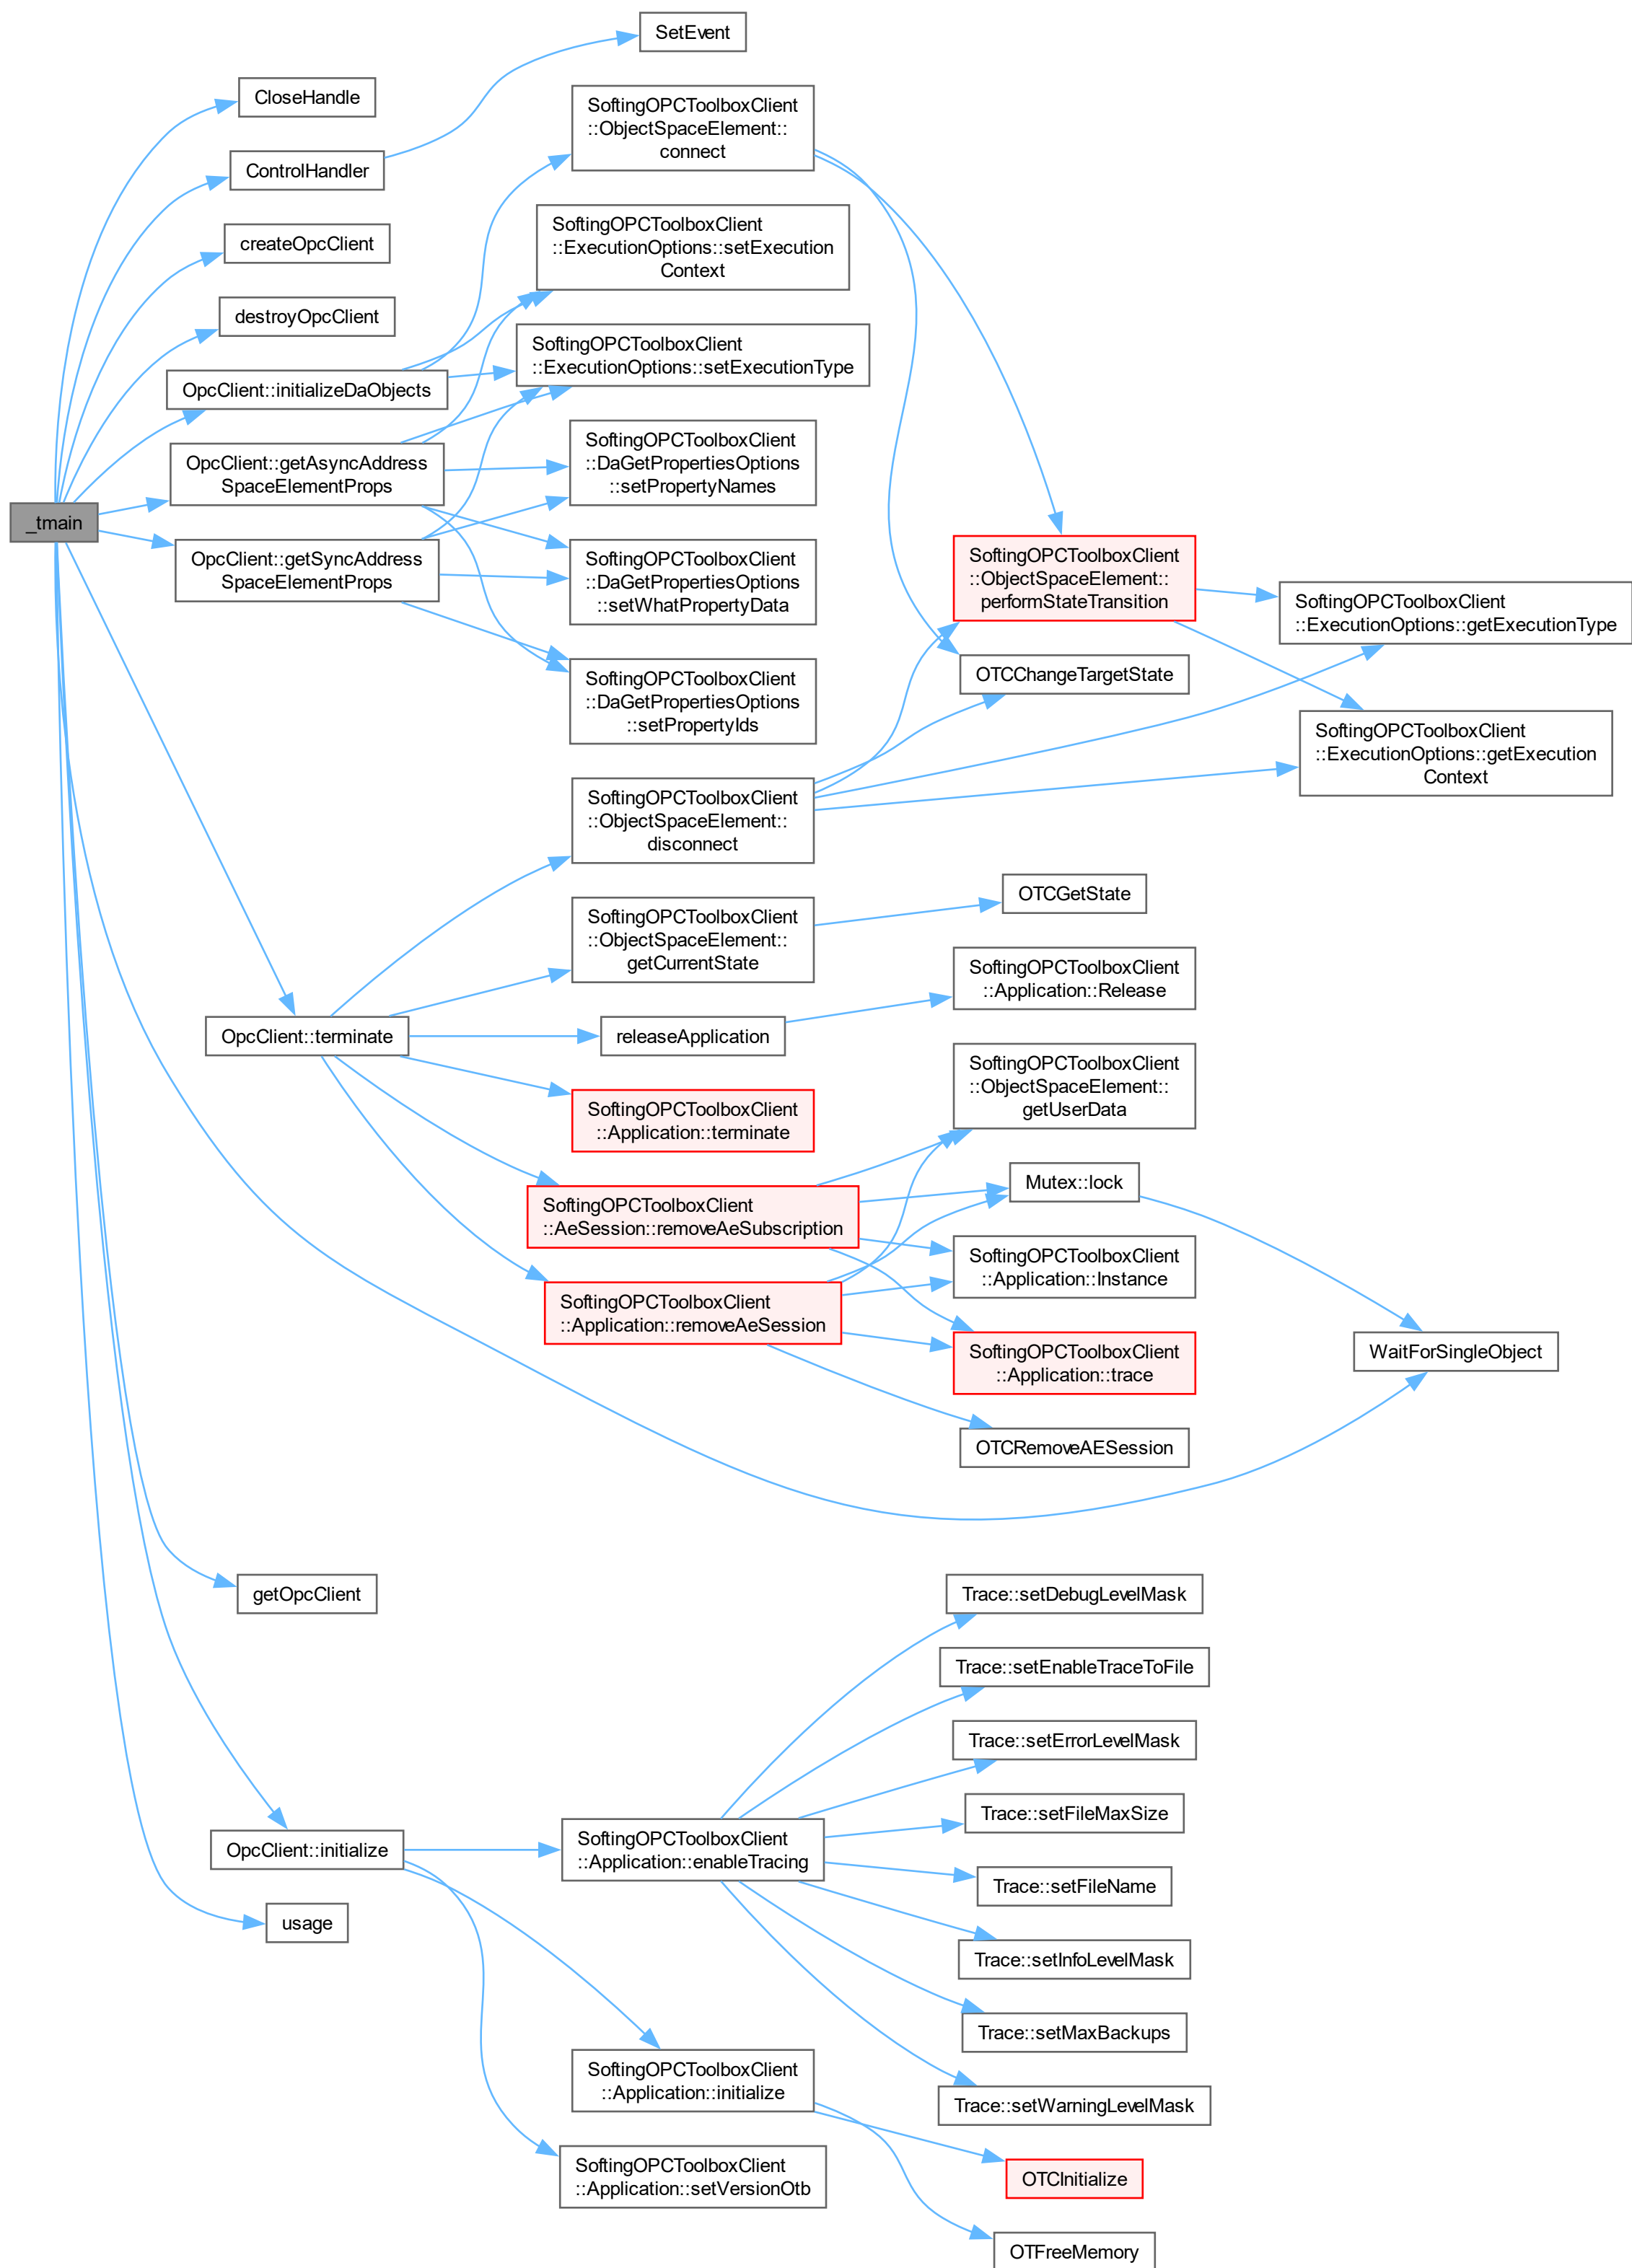 SetEvent
CloseHandle
SoftingOPCToolboxClient
::ObjectSpaceElement::
connect
ControlHandler
createOpcClient
SoftingOPCToolboxClient
::ExecutionOptions::setExecution
Context
destroyOpcClient
SoftingOPCToolboxClient
::ExecutionOptions::setExecutionType
OpcClient::initializeDaObjects
SoftingOPCToolboxClient
::DaGetPropertiesOptions
::setPropertyNames
OpcClient::getAsyncAddress
SpaceElementProps
_tmain
OpcClient::getSyncAddress
SpaceElementProps
SoftingOPCToolboxClient
::DaGetPropertiesOptions
::setWhatPropertyData
SoftingOPCToolboxClient
::ObjectSpaceElement::
performStateTransition
SoftingOPCToolboxClient
::ExecutionOptions::getExecutionType
SoftingOPCToolboxClient
::DaGetPropertiesOptions
::setPropertyIds
OTCChangeTargetState
SoftingOPCToolboxClient
::ExecutionOptions::getExecution
Context
SoftingOPCToolboxClient
::ObjectSpaceElement::
disconnect
OTCGetState
SoftingOPCToolboxClient
::ObjectSpaceElement::
getCurrentState
SoftingOPCToolboxClient
::Application::Release
OpcClient::terminate
releaseApplication
SoftingOPCToolboxClient
::ObjectSpaceElement::
getUserData
SoftingOPCToolboxClient
::Application::terminate
Mutex::lock
SoftingOPCToolboxClient
::AeSession::removeAeSubscription
SoftingOPCToolboxClient
::Application::Instance
SoftingOPCToolboxClient
::Application::removeAeSession
SoftingOPCToolboxClient
::Application::trace
WaitForSingleObject
OTCRemoveAESession
getOpcClient
Trace::setDebugLevelMask
Trace::setEnableTraceToFile
Trace::setErrorLevelMask
Trace::setFileMaxSize
OpcClient::initialize
SoftingOPCToolboxClient
::Application::enableTracing
Trace::setFileName
usage
Trace::setInfoLevelMask
Trace::setMaxBackups
SoftingOPCToolboxClient
::Application::initialize
Trace::setWarningLevelMask
SoftingOPCToolboxClient
::Application::setVersionOtb
OTCInitialize
OTFreeMemory